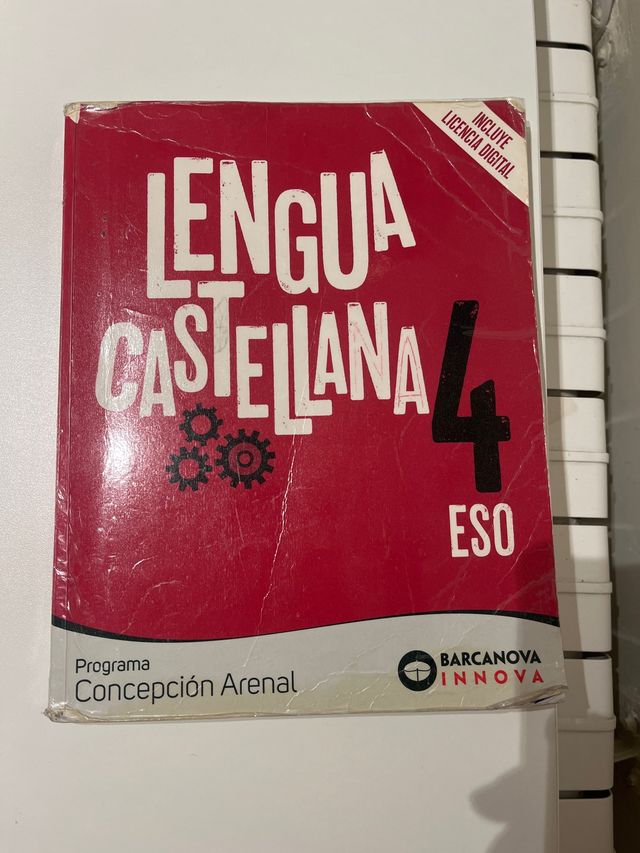 INCLUYE
LICENCIA DIGITAL
LENGUA
CASTELLANA
4
ESO
Programa
Concepción Arenal
BARCANOVA
INNOVA